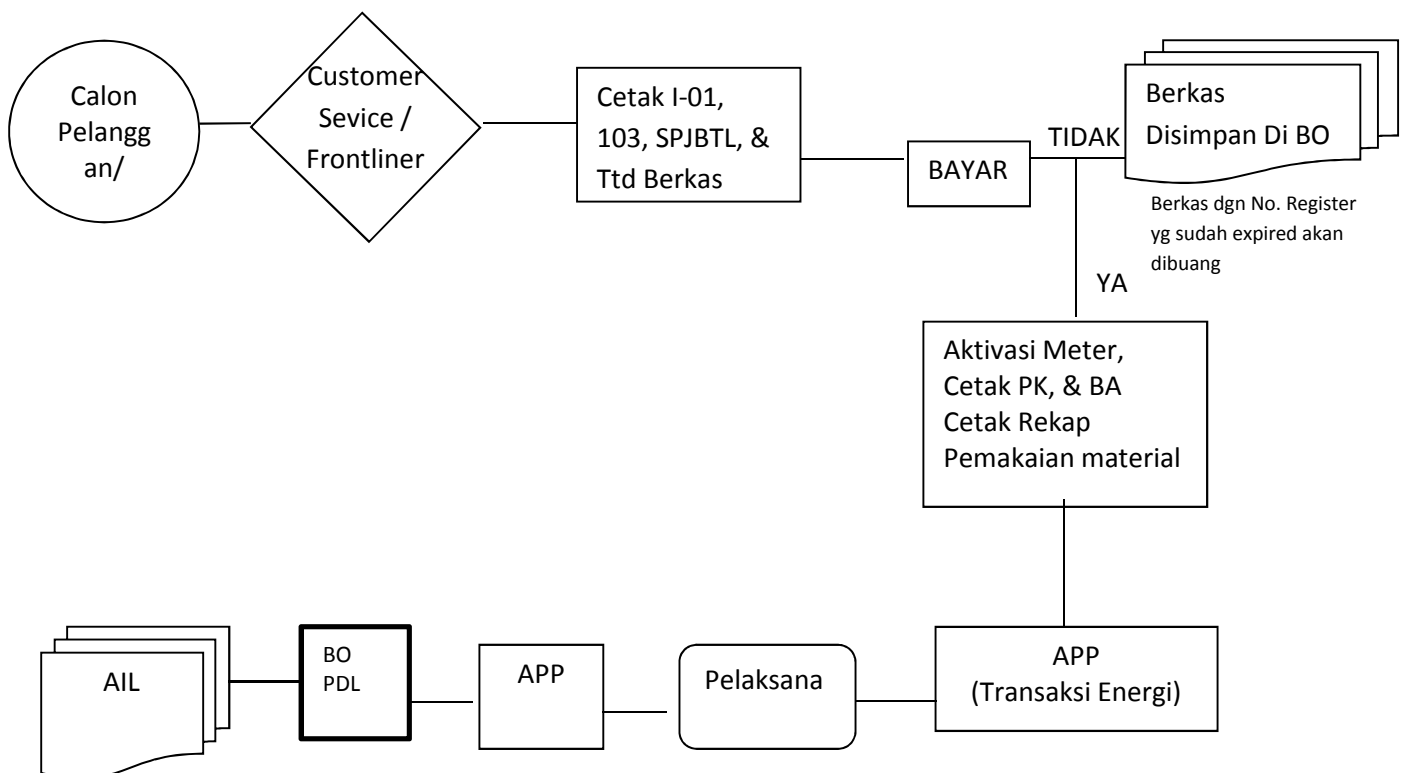 Calon
Pelangg
an/
Customer
Sevice /
Frontliner
Cetak I-01,
103, SPJBTL, &
Ttd Berkas
BAYAR
TIDAK
Berkas
Disimpan Di BO
Berkas dgn No. Register
yg sudah expired akan
dibuang
YA
Aktivasi Meter,
Cetak PK, & BA
Cetak Rekap
Pemakaian material
APP
(Transaksi Energi)
Pelaksana
APP
BO
PDL
AIL